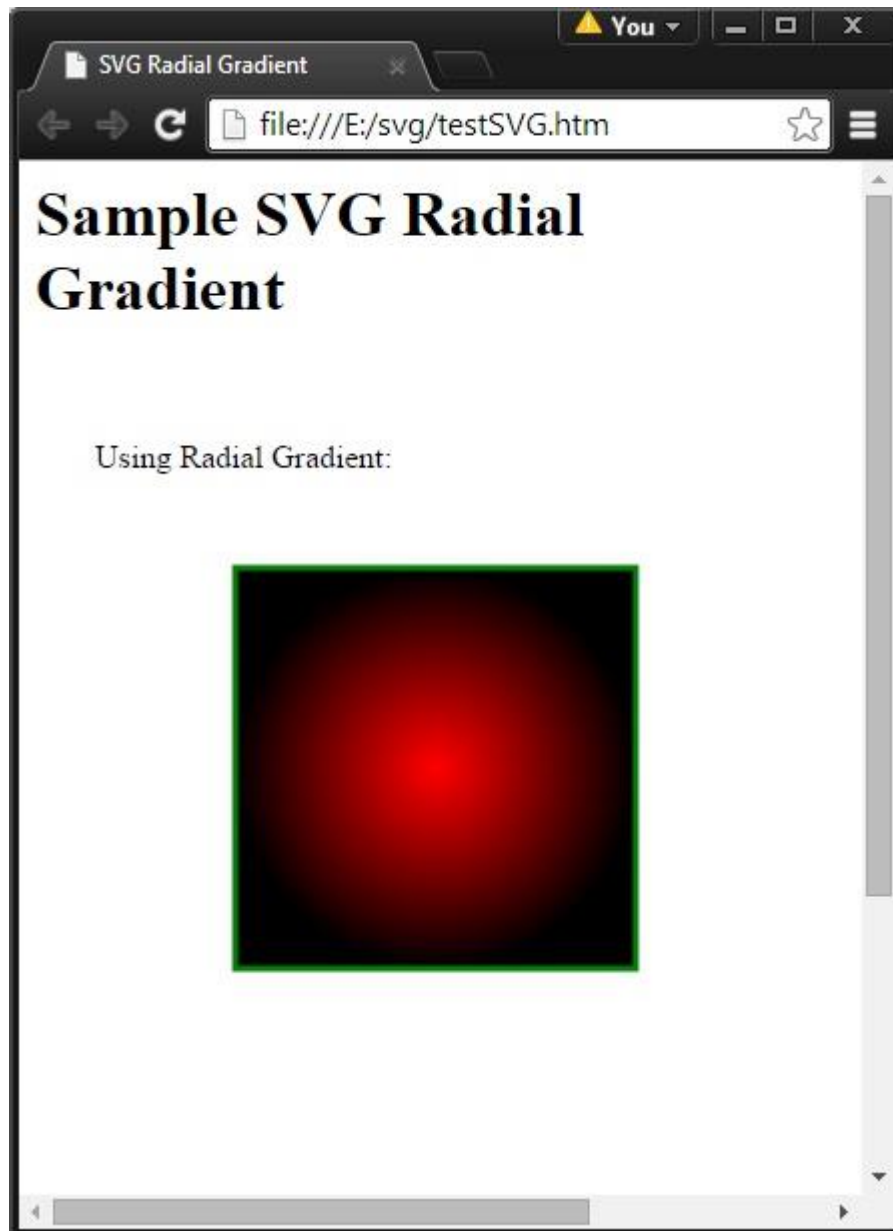 You
SVG Radial Gradient
file:///E:/svg/testSVG.htm
Sample SVG Radial
Gradient
Using Radial Gradient: